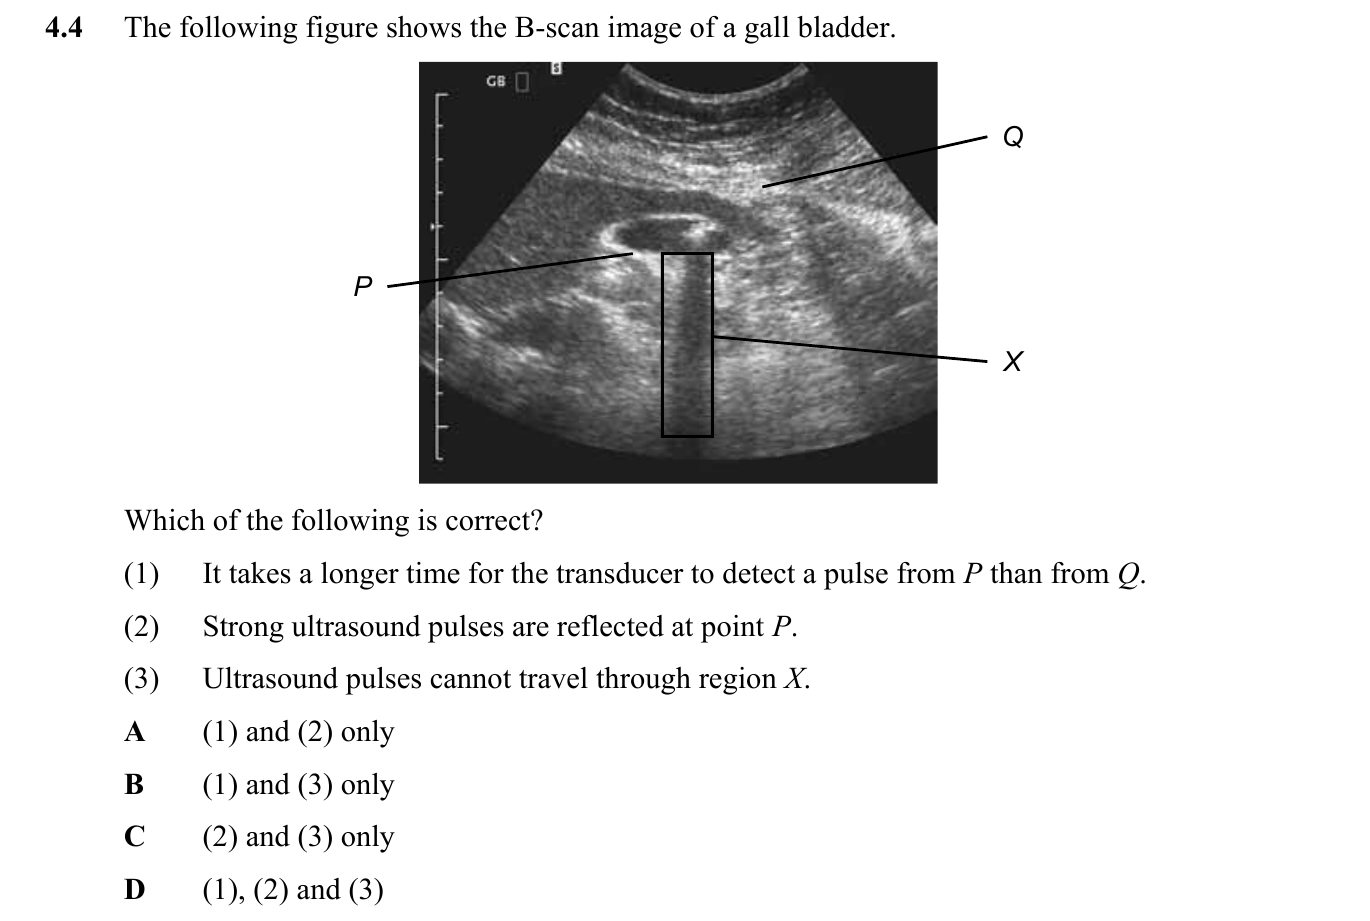 4.4 The following figure shows the B-scan image of a gall bladder.
GB
S
Q
P
X
Which of the following is correct?
(1) It takes a longer time for the transducer to detect a pulse from P than from Q.
(2) Strong ultrasound pulses are reflected at point P.
(3) Ultrasound pulses cannot travel through region X.
A (1) and (2) only
B (1) and (3) only
C (2) and (3) only
D (1), (2) and (3)